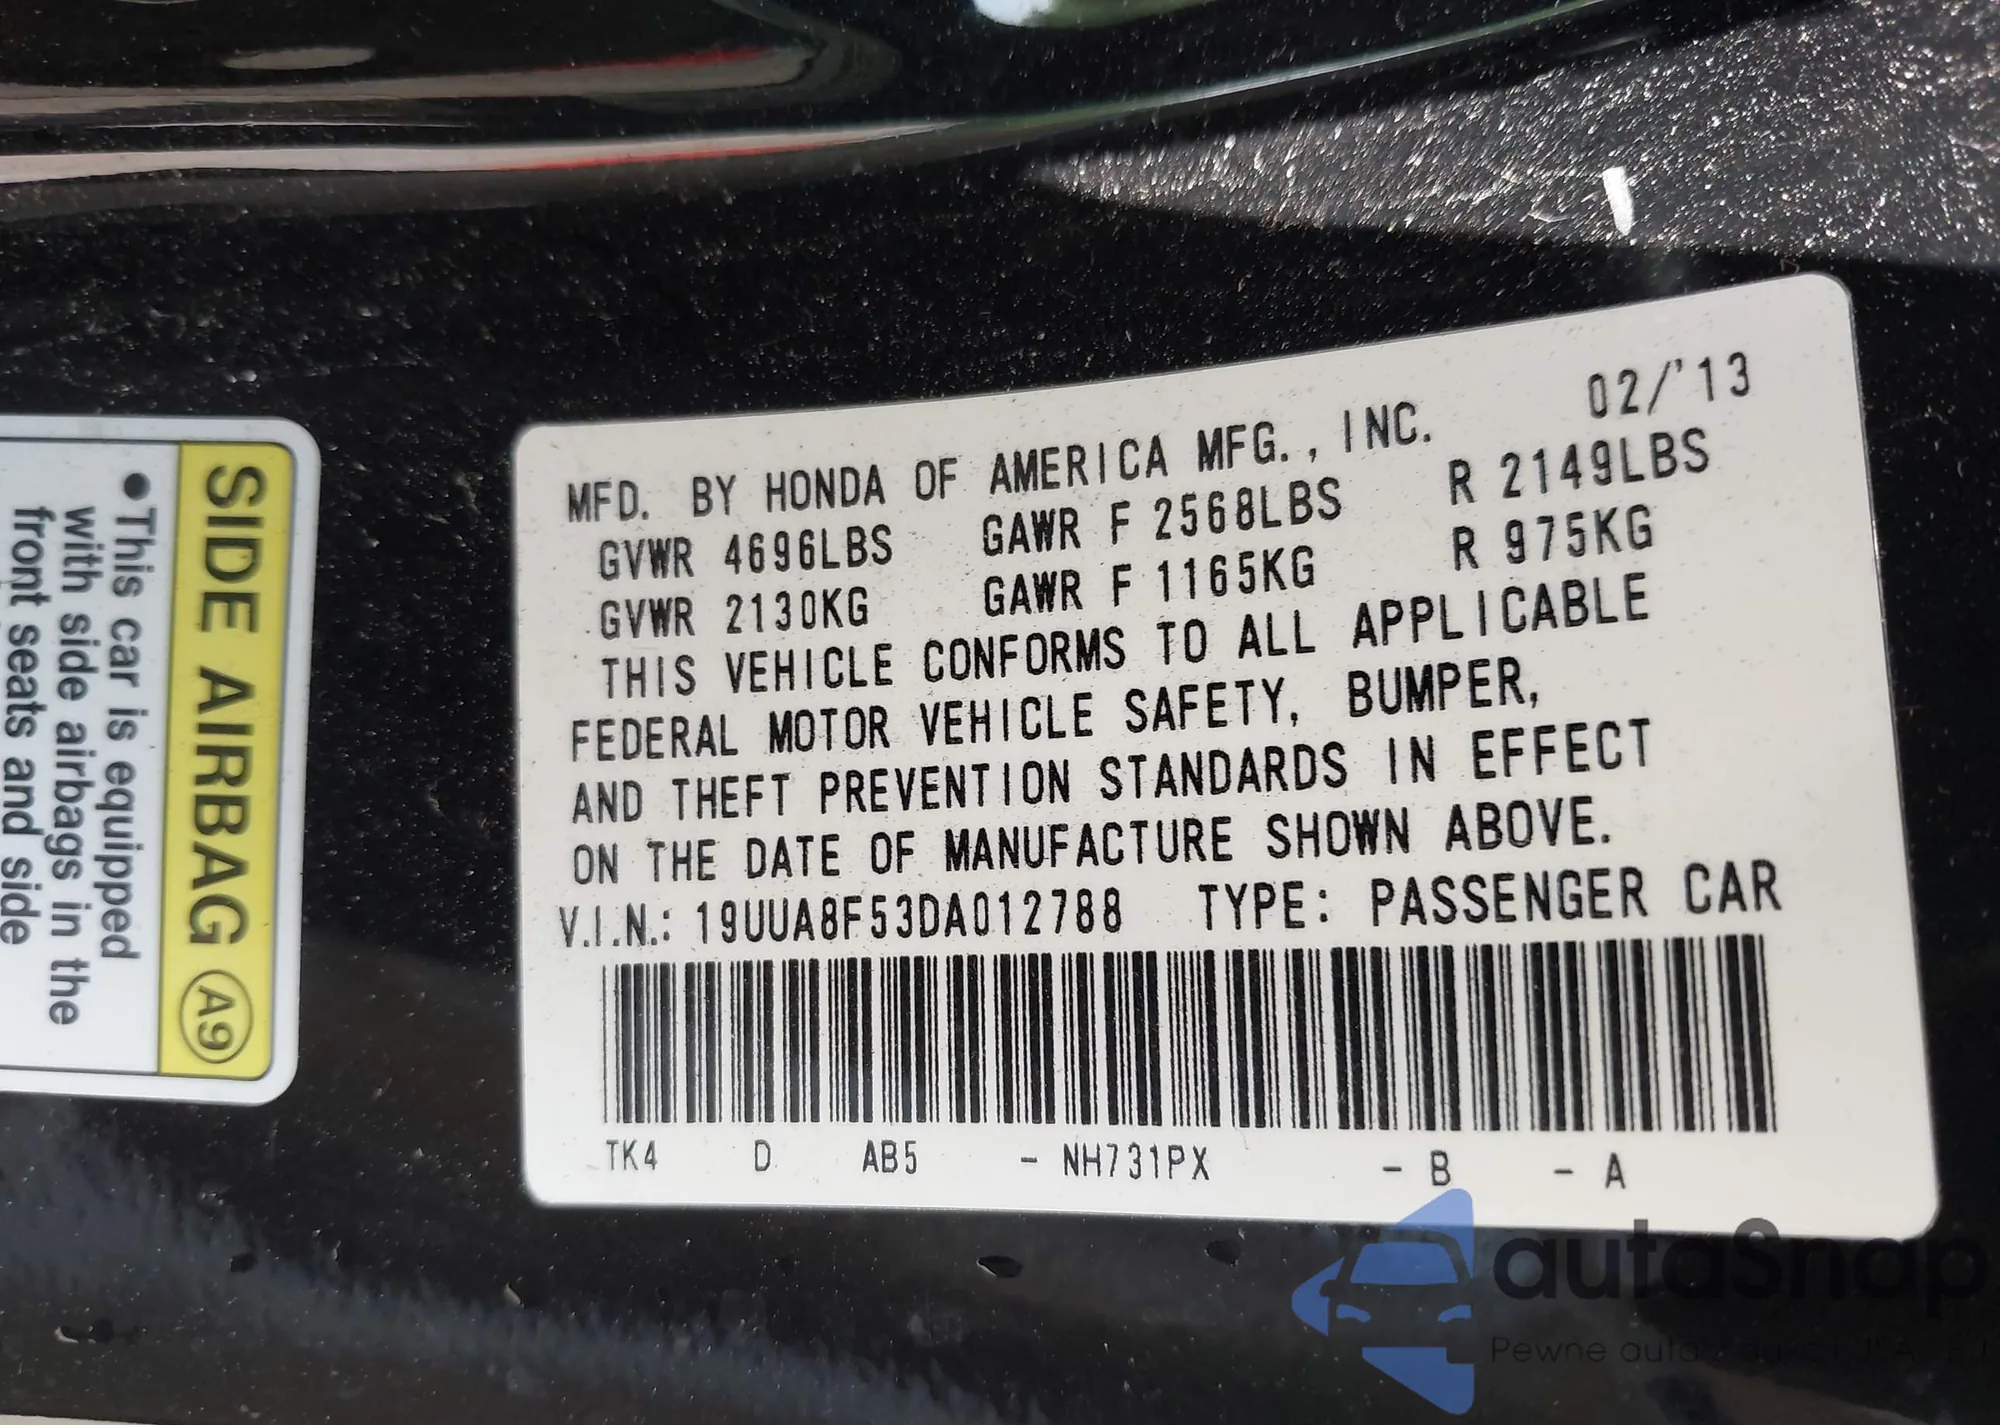 SIDE AIRBAG A9
●This car is equipped
with side airbags in the
front seats and side
MFD. BY HONDA OF AMERICA MFG., INC. 02/'13
GVWR 4696LBS GAWR F 2568LBS R 2149LBS
GVWR 2130KG GAWR F 1165KG R 975KG
THIS VEHICLE CONFORMS TO ALL APPLICABLE
FEDERAL MOTOR VEHICLE SAFETY, BUMPER,
AND THEFT PREVENTION STANDARDS IN EFFECT
ON THE DATE OF MANUFACTURE SHOWN ABOVE.
V.I.N.: 19UUA8F53DA012788 TYPE: PASSENGER CAR
TK4 D AB5 - NH731PX - B - A
autaSnap
Pewne auta